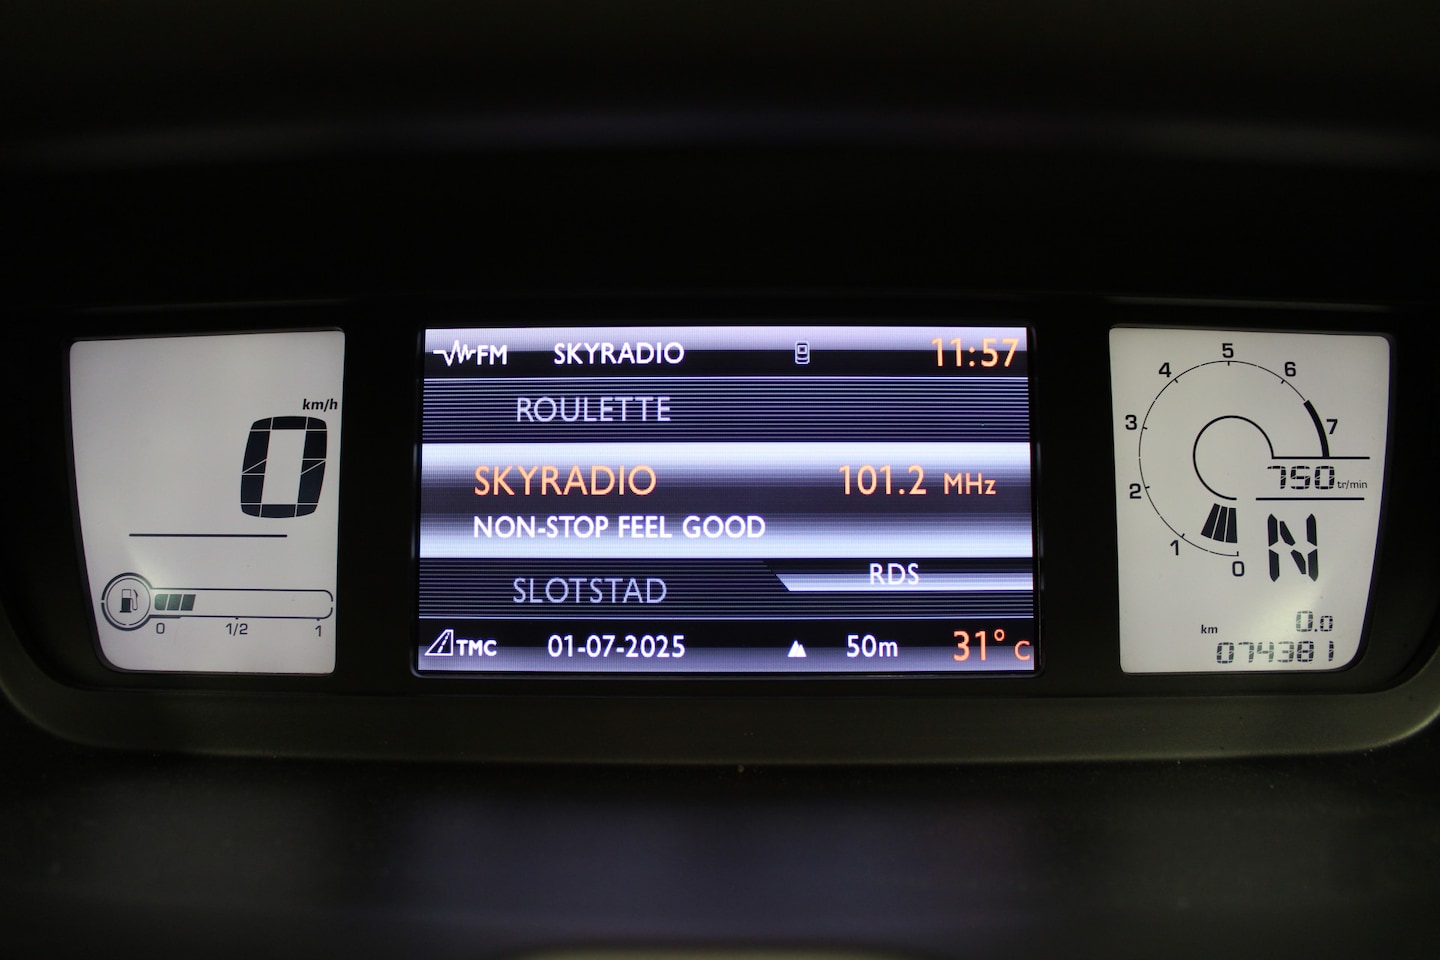 km/h
0
0 1/2 1
FM SKYRADIO 11:57
ROULETTE
SKYRADIO 101.2 MHz
NON-STOP FEEL GOOD
SLOTSTAD RDS
TMC 01-07-2025 50m 31° C
0 1 2 3 4 5 6 7
750 tr/min
N
km 0.0
074381